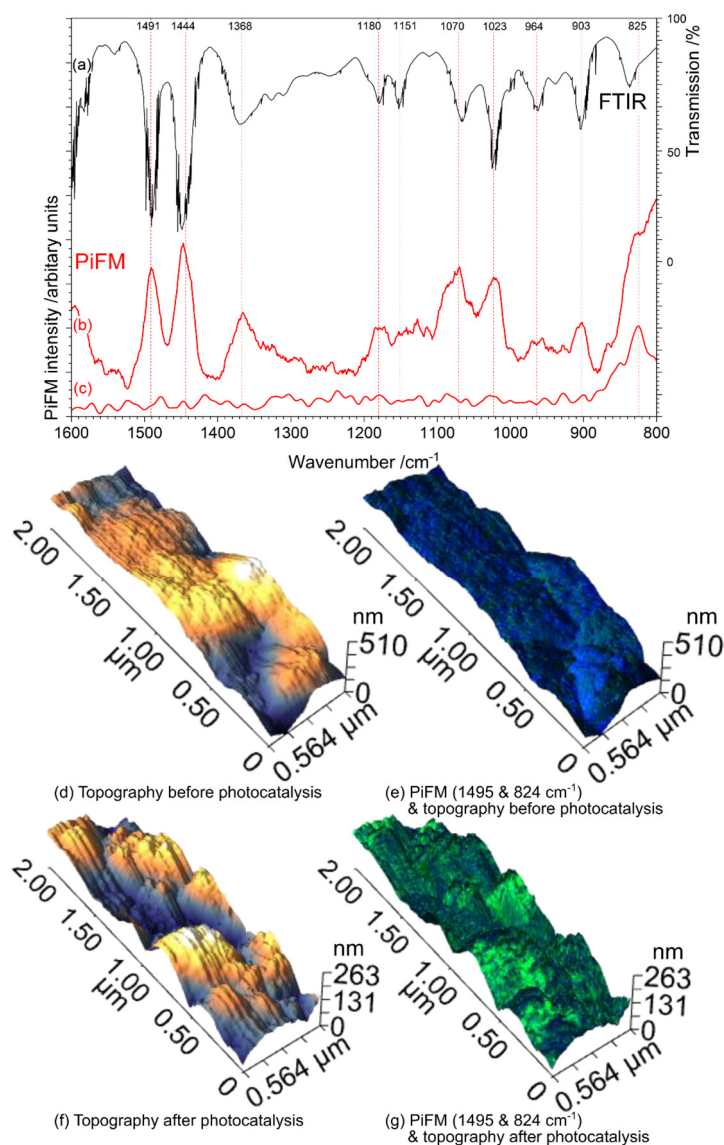 1491 1444 1368 1180 1151 1070 1023 964 903 825
(a)
FTIR
100
50
0
Transmission /%
PiFM
(b)
(c)
PiFM intensity /arbitary units
1600 1500 1400 1300 1200 1100 1000 900 800
Wavenumber /cm⁻¹
2.00
1.50
1.00
0.50
0
µm
nm
510
0
0.564 µm
2.00
1.50
1.00
0.50
0
µm
nm
510
0
0.564 µm
(d) Topography before photocatalysis
(e) PiFM (1495 & 824 cm⁻¹)
& topography before photocatalysis
2.00
1.50
1.00
0.50
0
µm
nm
263
131
0
0.564 µm
2.00
1.50
1.00
0.50
0
µm
nm
263
131
0
0.564 µm
(f) Topography after photocatalysis
(g) PiFM (1495 & 824 cm⁻¹)
& topography after photocatalysis